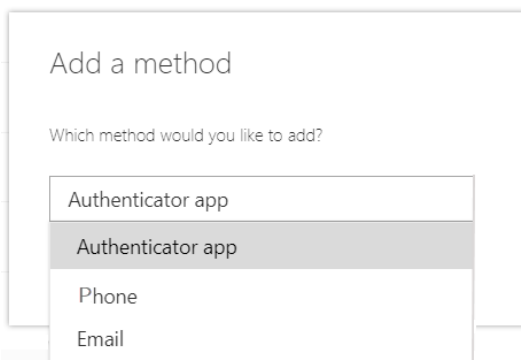 Add a method
Which method would you like to add?
Authenticator app
Authenticator app
Phone
Email